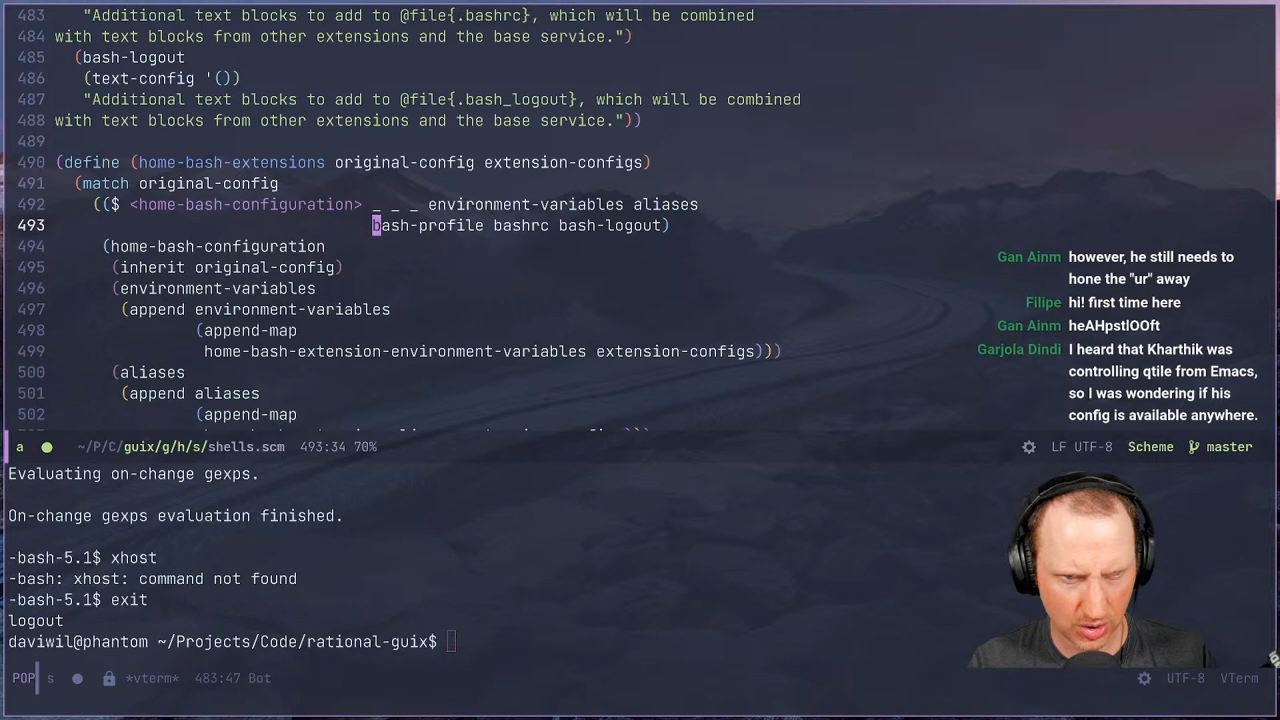 483 "Additional text blocks to add to @file{.bashrc}, which will be combined
484 with text blocks from other extensions and the base service.")
485 (bash-logout
486 (text-config '())
487 "Additional text blocks to add to @file{.bash_logout}, which will be combined
488 with text blocks from other extensions and the base service."))
489
490 (define (home-bash-extensions original-config extension-configs)
491 (match original-config
492 (($ <home-bash-configuration> _ _ _ environment-variables aliases
493 bash-profile bashrc bash-logout)
494 (home-bash-configuration
495 (inherit original-config)
496 (environment-variables
497 (append environment-variables
498 (append-map
499 home-bash-extension-environment-variables extension-configs)))
500 (aliases
501 (append aliases
502 (append-map
Gan Ainm however, he still needs to
hone the "ur" away
Filipe hi! first time here
Gan Ainm heAHpstlOOft
Garjola Dindi I heard that Kharthik was
controlling qtile from Emacs,
so I was wondering if his
config is available anywhere.
a ~/P/C/guix/g/h/s/shells.scm 493:34 70% LF UTF-8 Scheme master
Evaluating on-change gexps.
On-change gexps evaluation finished.
-bash-5.1$ xhost
-bash: xhost: command not found
-bash-5.1$ exit
logout
daviwil@phantom ~/Projects/Code/rational-guix$
POP s *vterm* 483:47 Bot UTF-8 VTerm